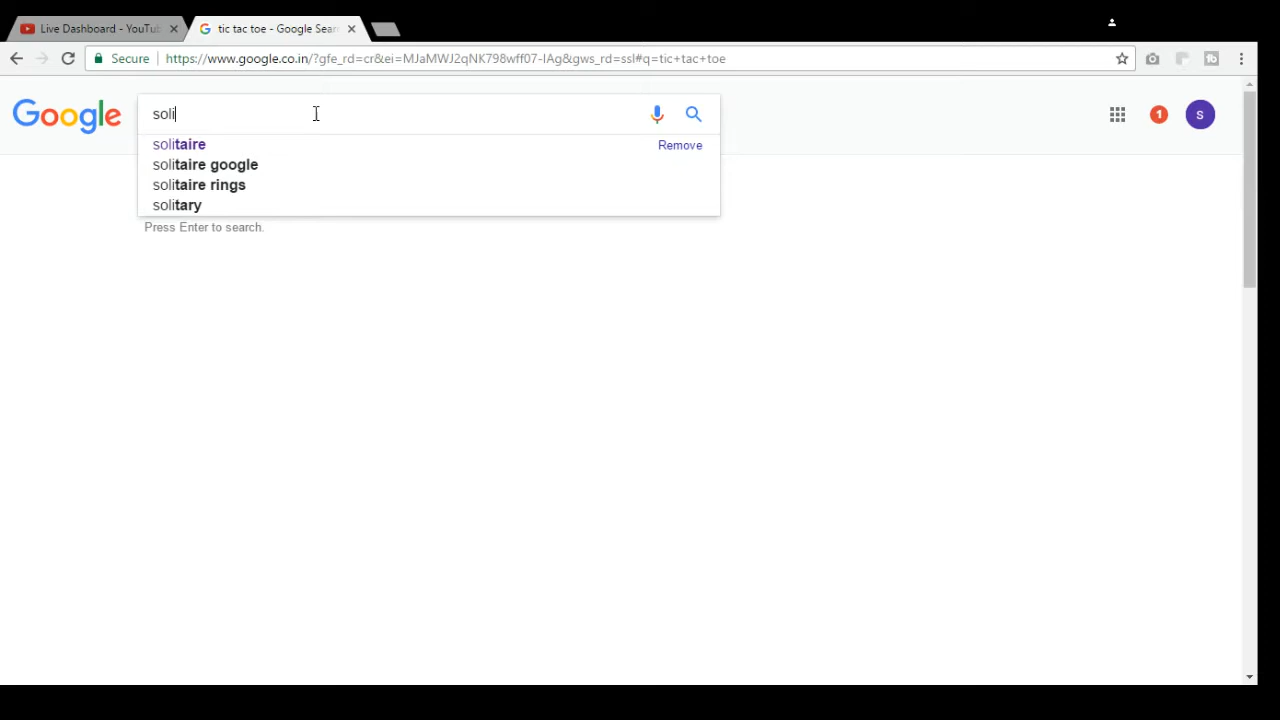 Live Dashboard - YouTub
tic tac toe - Google Sear
Secure https://www.google.co.in/?gfe_rd=cr&ei=MJaMWJ2qNK798wff07-IAg&gws_rd=ssl#q=tic+tac+toe
Google
soli
1
s
solitaire
Remove
solitaire google
solitaire rings
solitary
Press Enter to search.